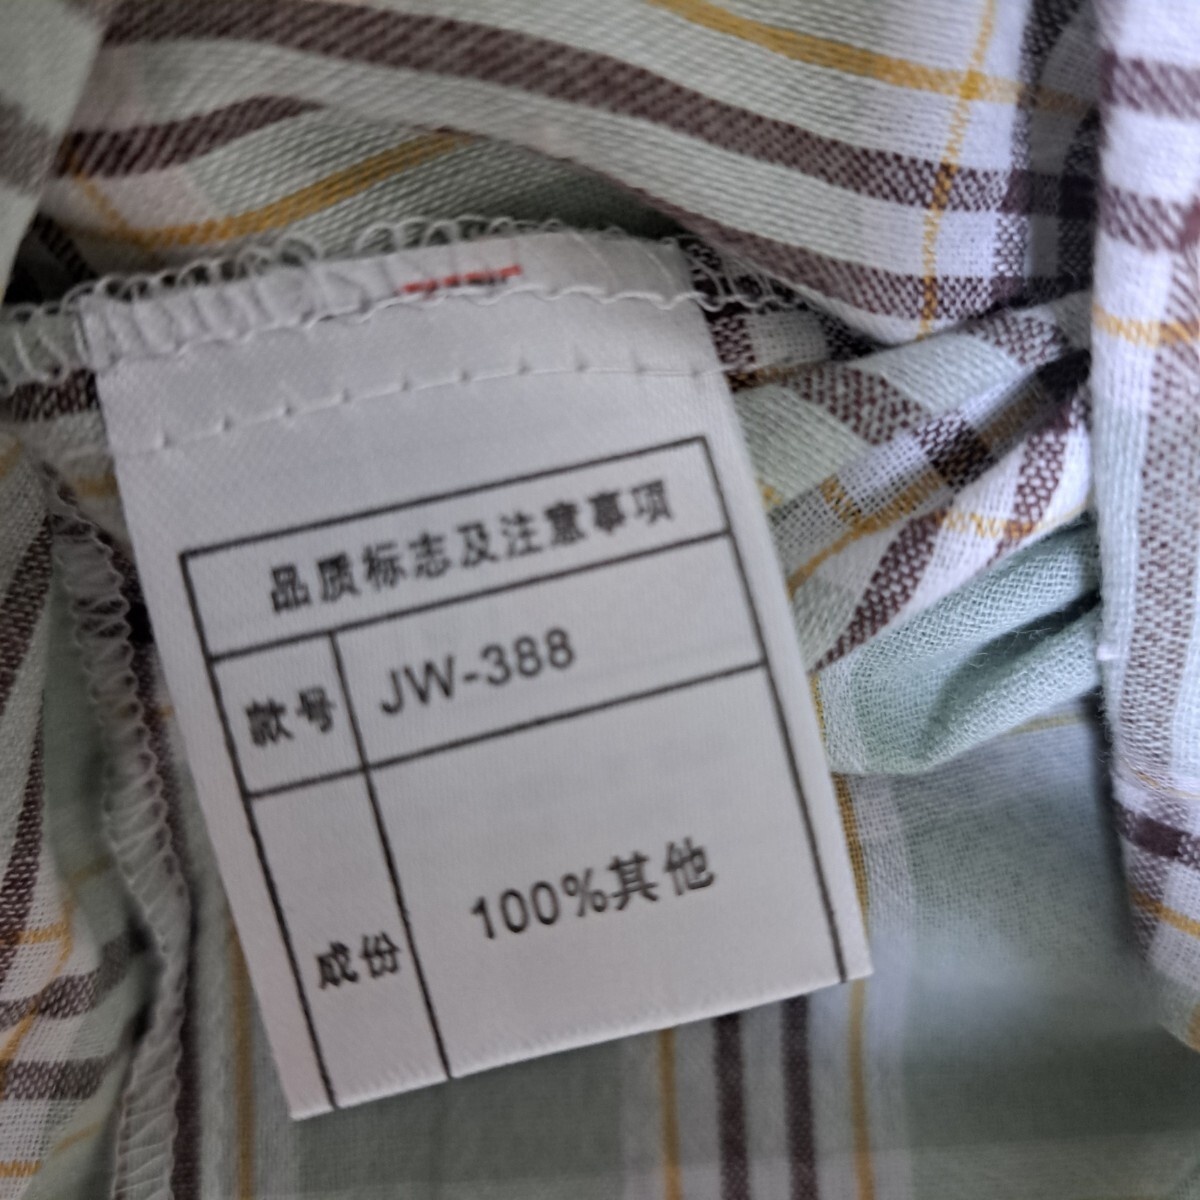 品质标志及注意事项
款号 JW-388
成份 100%其他